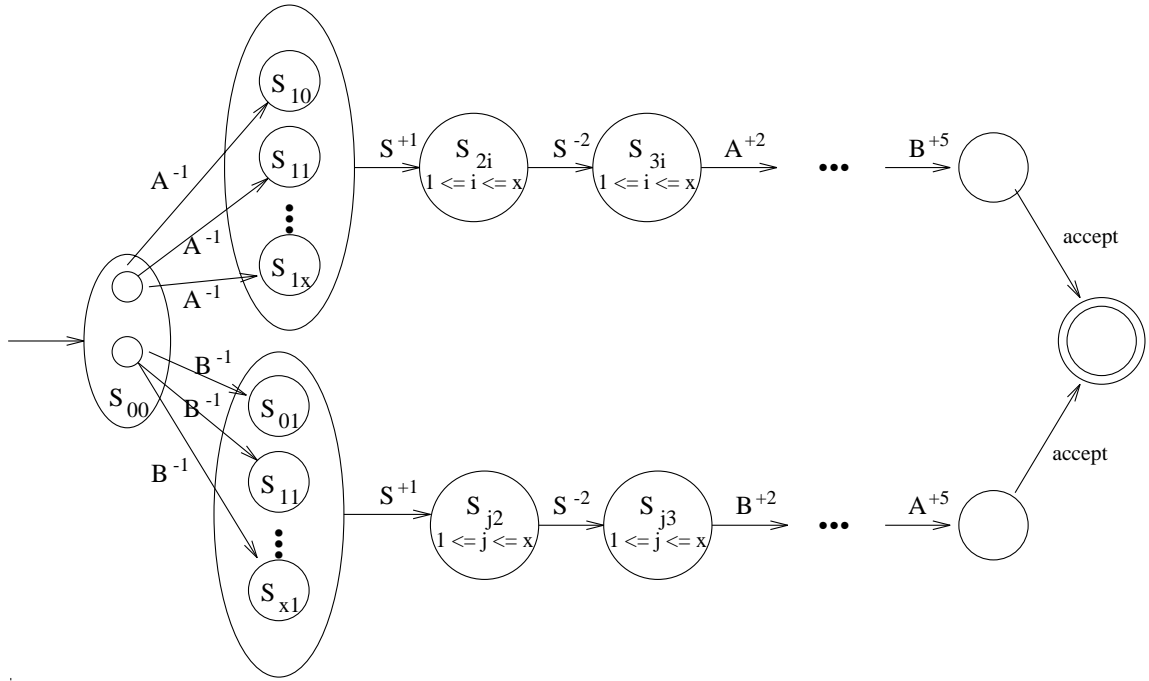 S 10
A -1
S 11
A -1
S 1x
A -1
S +1
S 2i
1 <= i <= x
S -2
S 3i
1 <= i <= x
A +2
•••
B +5
accept
S 00
B -1
S 01
B -1
S 11
B -1
S x1
S +1
S j2
1 <= j <= x
S -2
S j3
1 <= j <= x
B +2
•••
A +5
accept